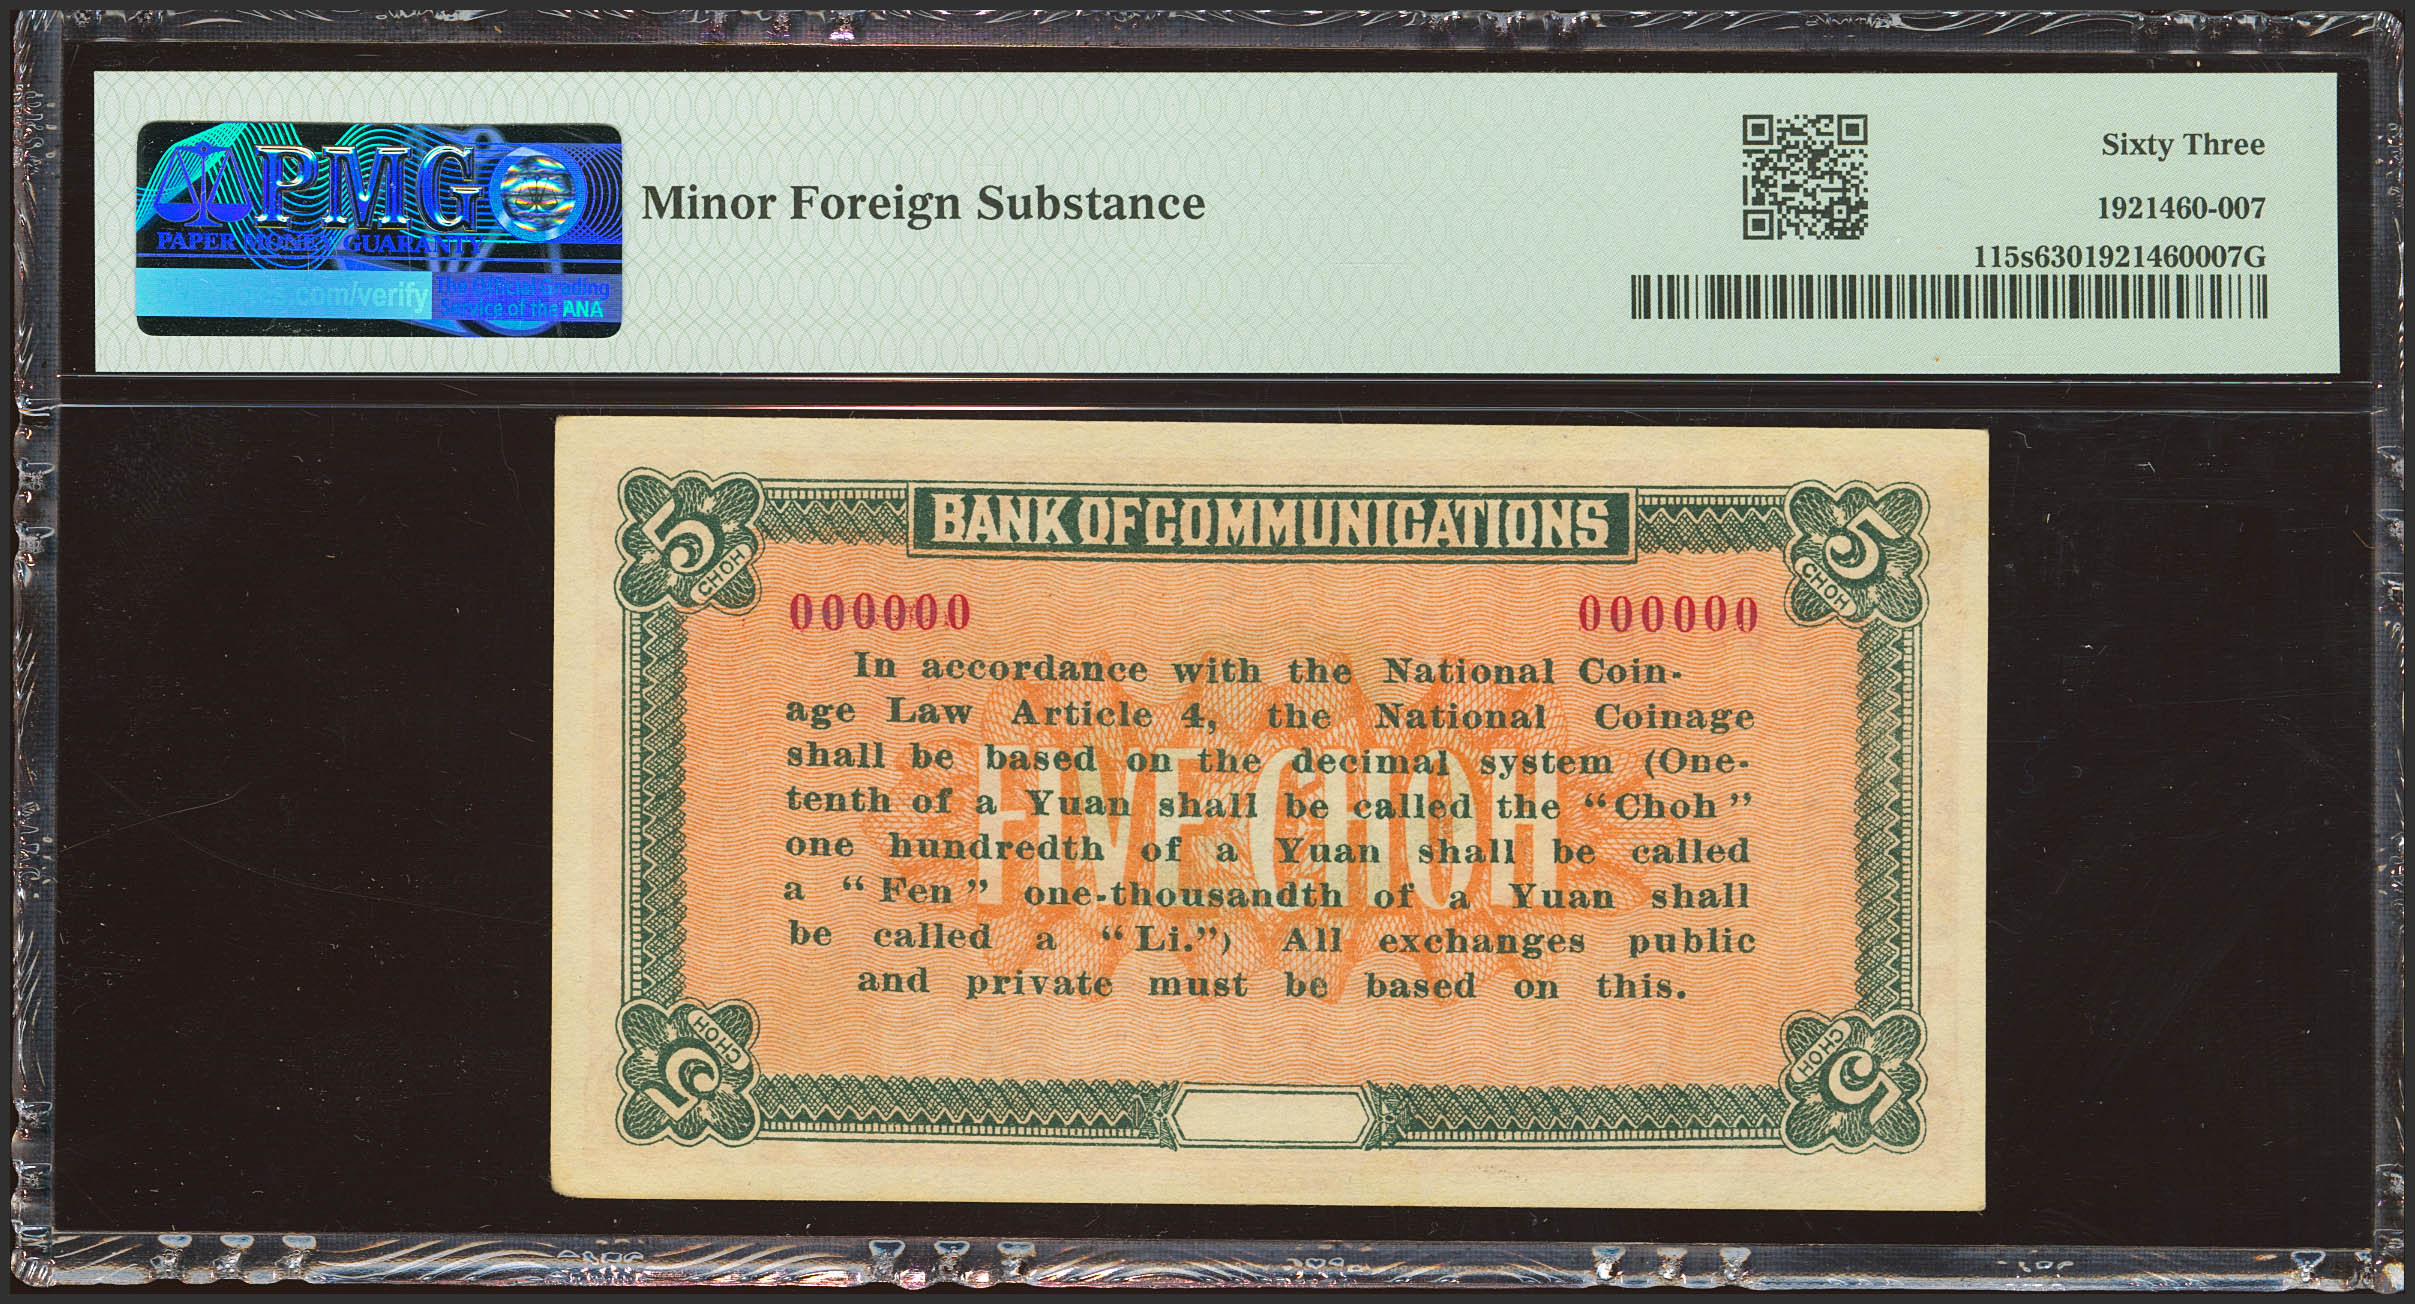 PMG
PAPER MONEY GUARANTY
.com/verify
The Official Grading
Service of the ANA
Minor Foreign Substance
Sixty Three
1921460-007
115s6301921460007G
BANK OF COMMUNICATIONS
5 CHOH
5 CHOH
000000 000000
In accordance with the National Coin-
age Law Article 4, the National Coinage
shall be based on the decimal system (One-
tenth of a Yuan shall be called the “Choh”
one hundredth of a Yuan shall be called
a “Fen” one-thousandth of a Yuan shall
be called a “Li.”) All exchanges public
and private must be based on this.
FIVE CHOH
5 CHOH
5 CHOH